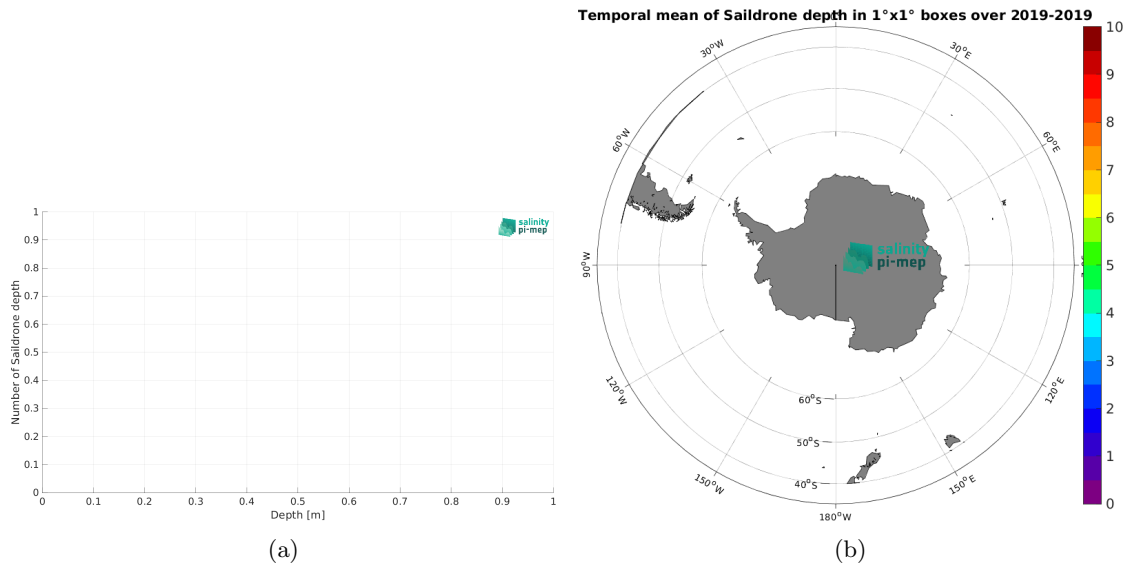 Temporal mean of Saildrone depth in 1°x1° boxes over 2019-2019
1
0.9
0.8
0.7
0.6
0.5
0.4
0.3
0.2
0.1
0
Number of Saildrone depth
0 0.1 0.2 0.3 0.4 0.5 0.6 0.7 0.8 0.9 1
Depth [m]
salinity
pi-mep
(a)
30°W
30°E
60°W
60°E
90°W
120°W
120°E
150°W
150°E
180°W
60°S
50°S
40°S
salinity
pi-mep
10
9
8
7
6
5
4
3
2
1
0
(b)